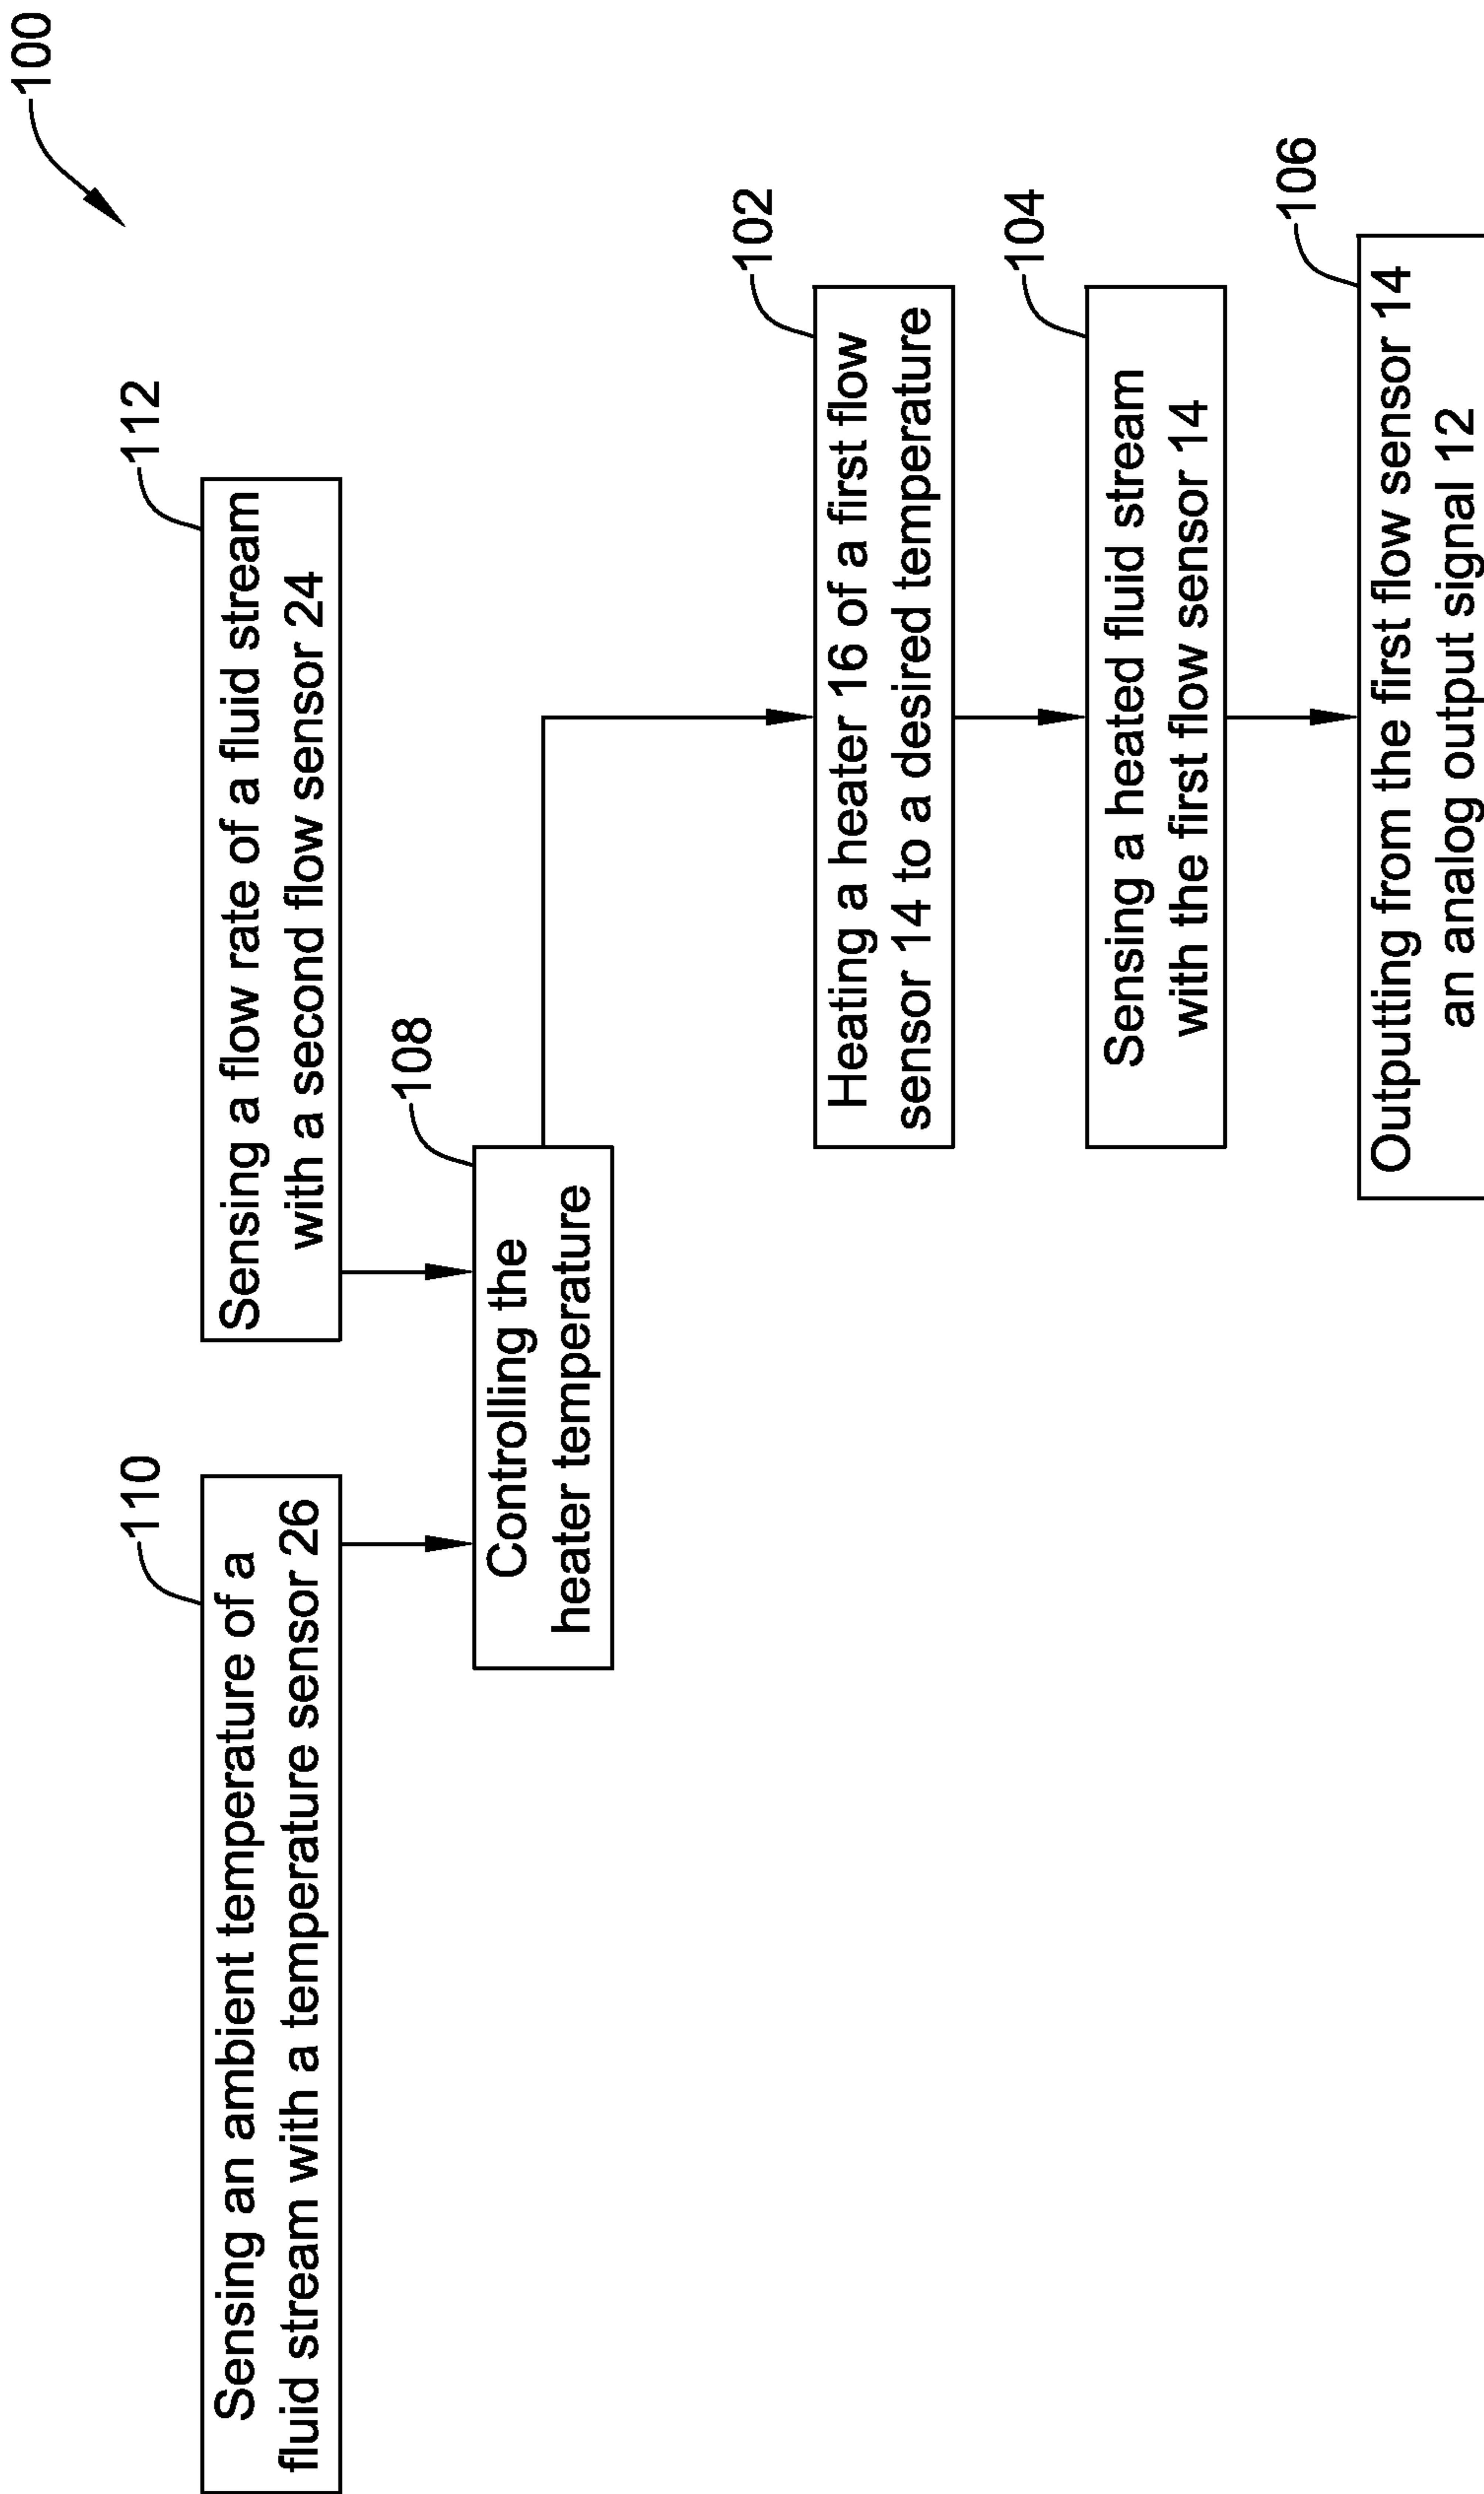 100
110
Sensing an ambient temperature of a
fluid stream with a temperature sensor 26
112
Sensing a flow rate of a fluid stream
with a second flow sensor 24
108
Controlling the
heater temperature
102
Heating a heater 16 of a first flow
sensor 14 to a desired temperature
104
Sensing a heated fluid stream
with the first flow sensor 14
106
Outputting from the first flow sensor 14
an analog output signal 12